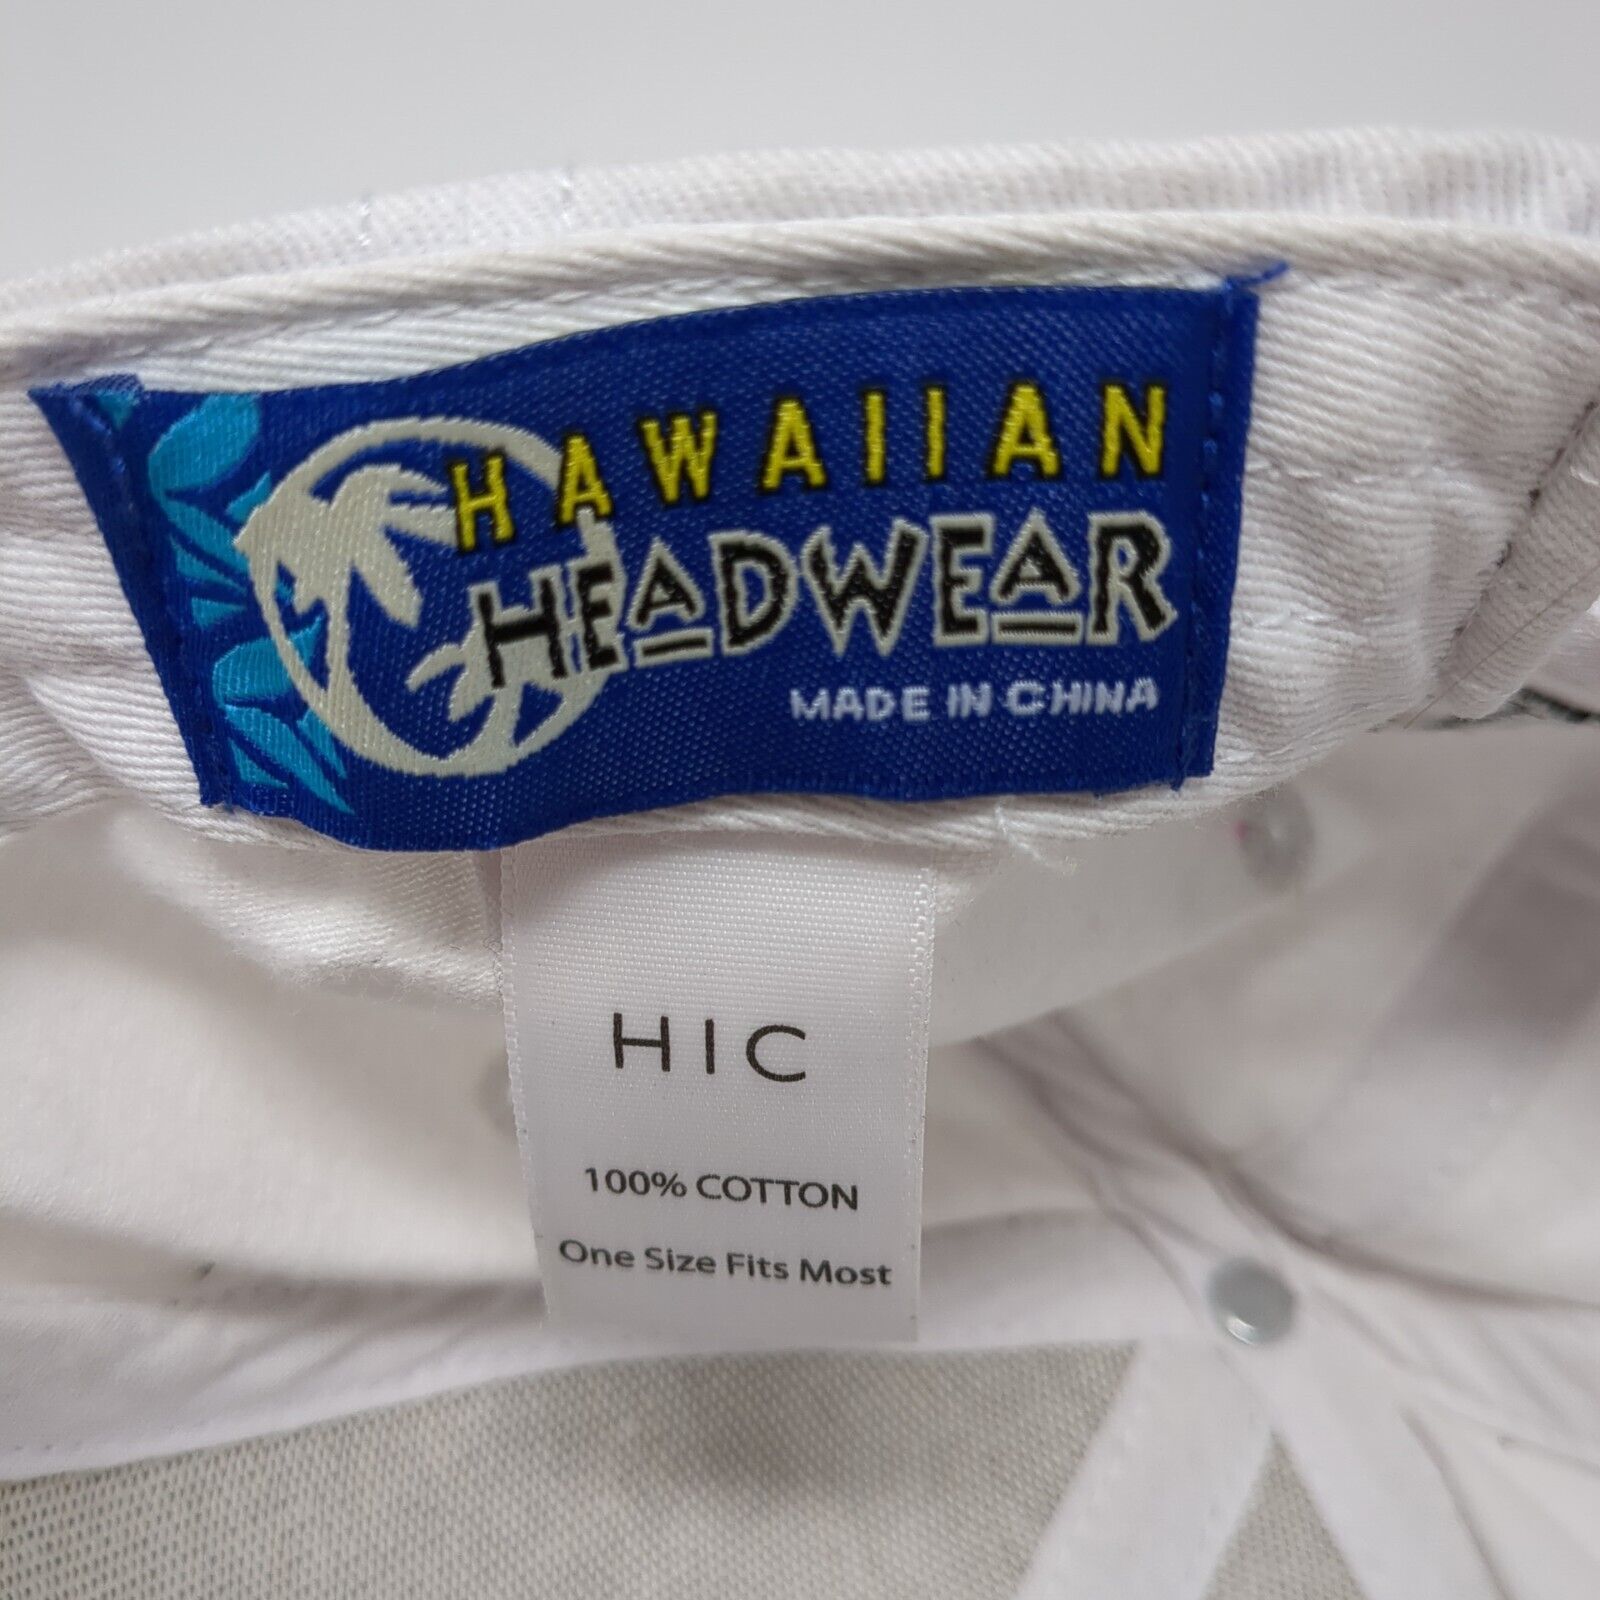 HAWAIIAN
HEADWEAR
MADE IN CHINA
HIC
100% COTTON
One Size Fits Most